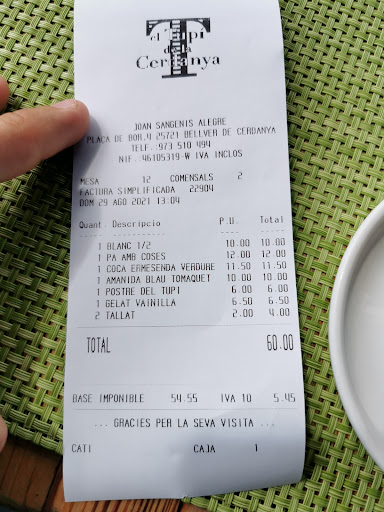 el Tupí
de la
Cerdanya
JOAN SANGENIS ALEGRE
PLACA DE BOR,4 25721 BELLVER DE CERDANYA
TELF.:973 510 494
NIF. 46105319-W IVA INCLOS
MESA 12 COMENSALS 2
FACTURA SIMPLIFICADA 22904
DOM 29 AGO 2021 13:04
Quant. Descripcio P.U. Total
1 BLANC 1/2 10.00 10.00
1 PA AMB COSES 12.00 12.00
1 COCA ERMESENDA VERDURE 11.50 11.50
1 AMANIDA BLAU TOMAQUET 10.00 10.00
1 POSTRE DEL TUPI 6.00 6.00
1 GELAT VAINILLA 6.50 6.50
2 TALLAT 2.00 4.00
TOTAL 60.00
BASE IMPONIBLE 54.55 IVA 10 5.45
... GRACIES PER LA SEVA VISITA ...
CATI CAJA 1